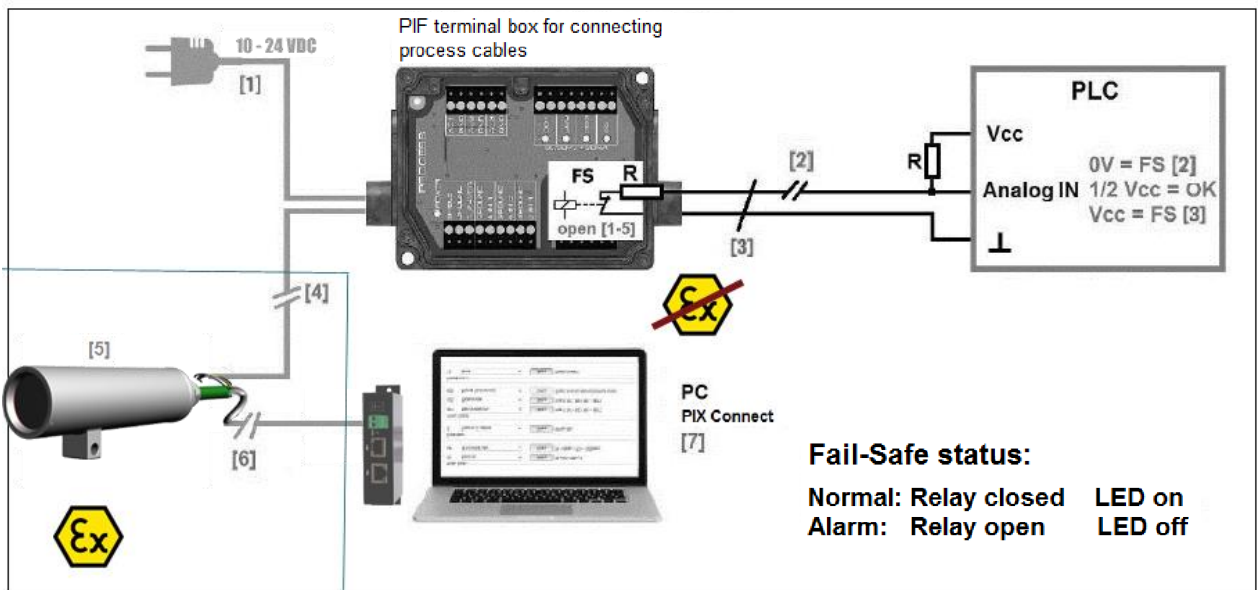 PIF terminal box for connecting
process cables
10 - 24 VDC
[1]
FS
R
open [1-5]
[2]
[3]
PLC
Vcc
R
Analog IN
0V = FS [2]
1/2 Vcc = OK
Vcc = FS [3]
[4]
Ex
[5]
[6]
PC
PIX Connect
[7]
Ex
Fail-Safe status:
Normal: Relay closed LED on
Alarm: Relay open LED off